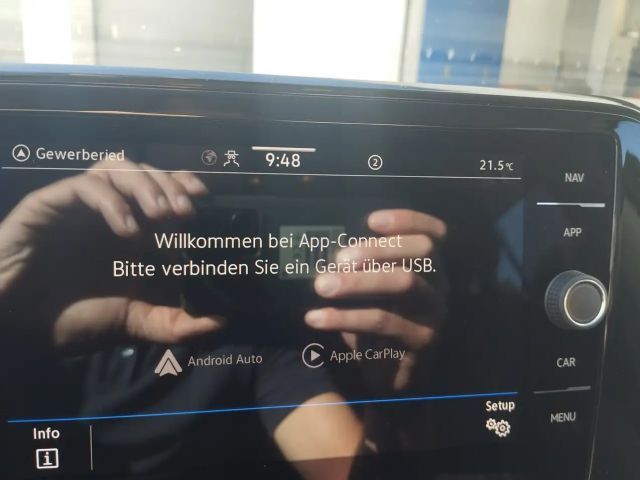 Gewerberied
9:48
2
21.5°C
NAV
Willkommen bei App-Connect
APP
Bitte verbinden Sie ein Gerät über USB.
Android Auto
Apple CarPlay
CAR
Setup
MENU
Info
i